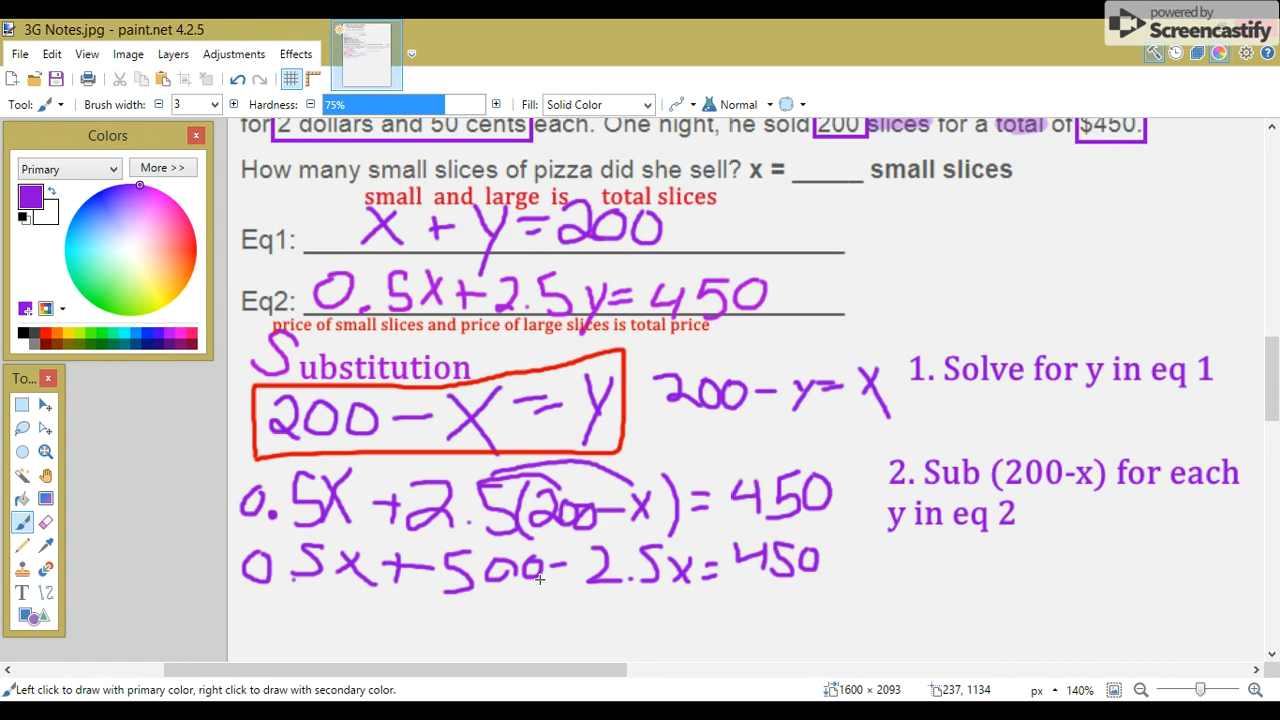 3G Notes.jpg - paint.net 4.2.5
powered by
Screencastify
File Edit View Image Layers Adjustments Effects
Tool: Brush width: 3 Hardness: 75% Fill: Solid Color Normal
Colors
Primary
More >>
for 2 dollars and 50 cents each. One night, he sold 200 slices for a total of $450.
How many small slices of pizza did she sell? x = _____ small slices
small and large is total slices
Eq1: x + y = 200
Eq2: 0.5x + 2.5y = 450
price of small slices and price of large slices is total price
Substitution
200 - x = y
200 - y = x
1. Solve for y in eq 1
To...
0.5x + 2.5(200 - x) = 450
2. Sub (200-x) for each
y in eq 2
0.5x + 500 - 2.5x = 450
Left click to draw with primary color, right click to draw with secondary color.
1600 × 2093
237, 1134
px
140%